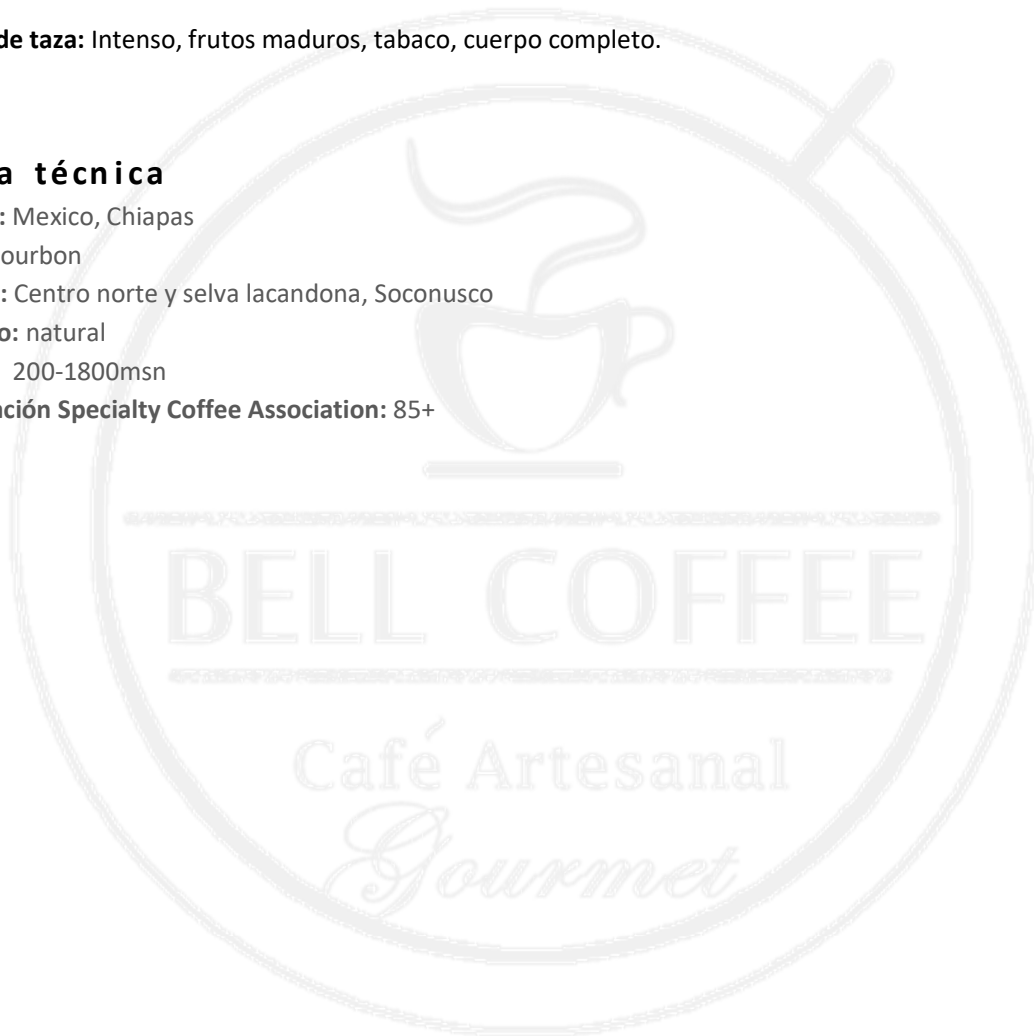 de taza: Intenso, frutos maduros, tabaco, cuerpo completo.
a técnica
: Mexico, Chiapas
ourbon
: Centro norte y selva lacandona, Soconusco
o: natural
200-1800msn
ción Specialty Coffee Association: 85+
BELL COFFEE
Café Artesanal
Gourmet